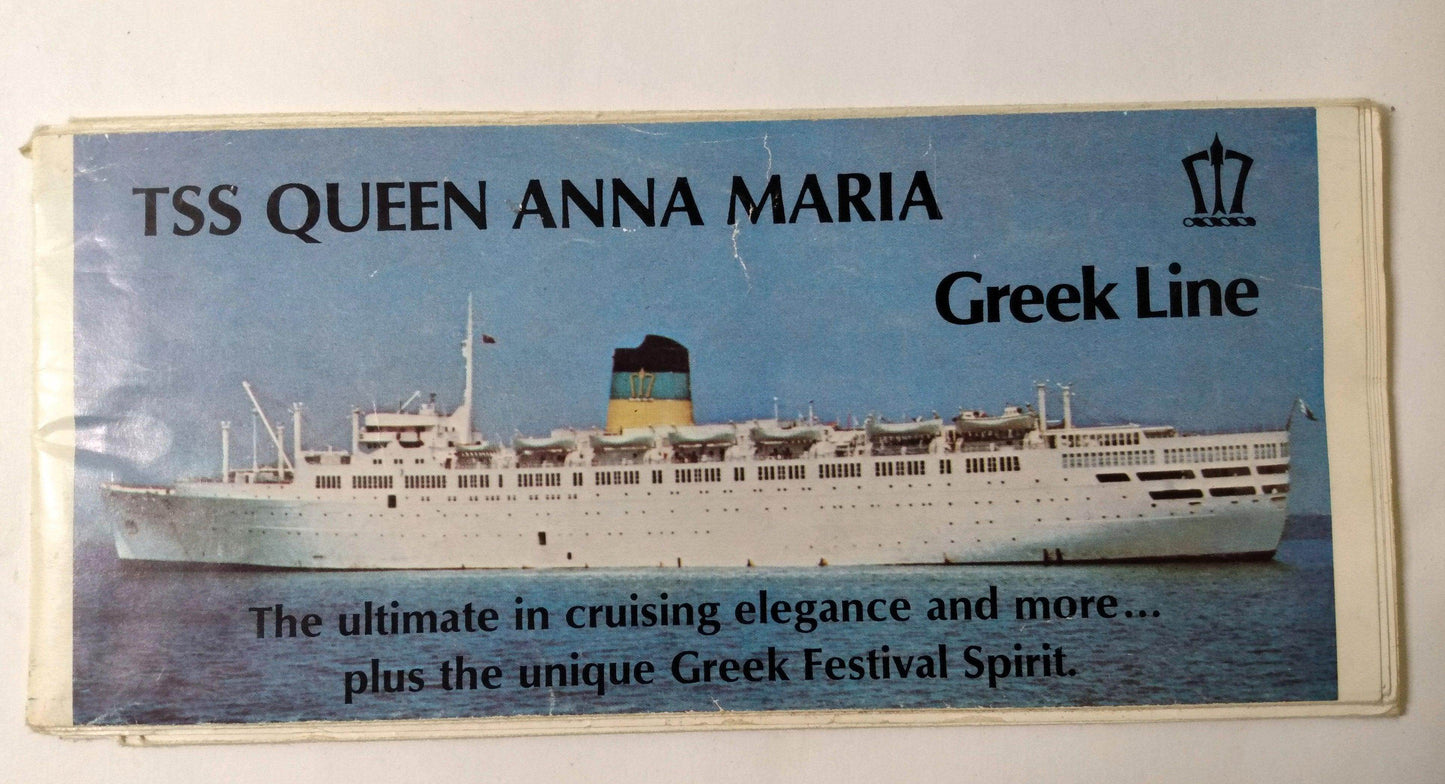 TSS QUEEN ANNA MARIA
Greek Line
The ultimate in cruising elegance and more...
plus the unique Greek Festival Spirit.